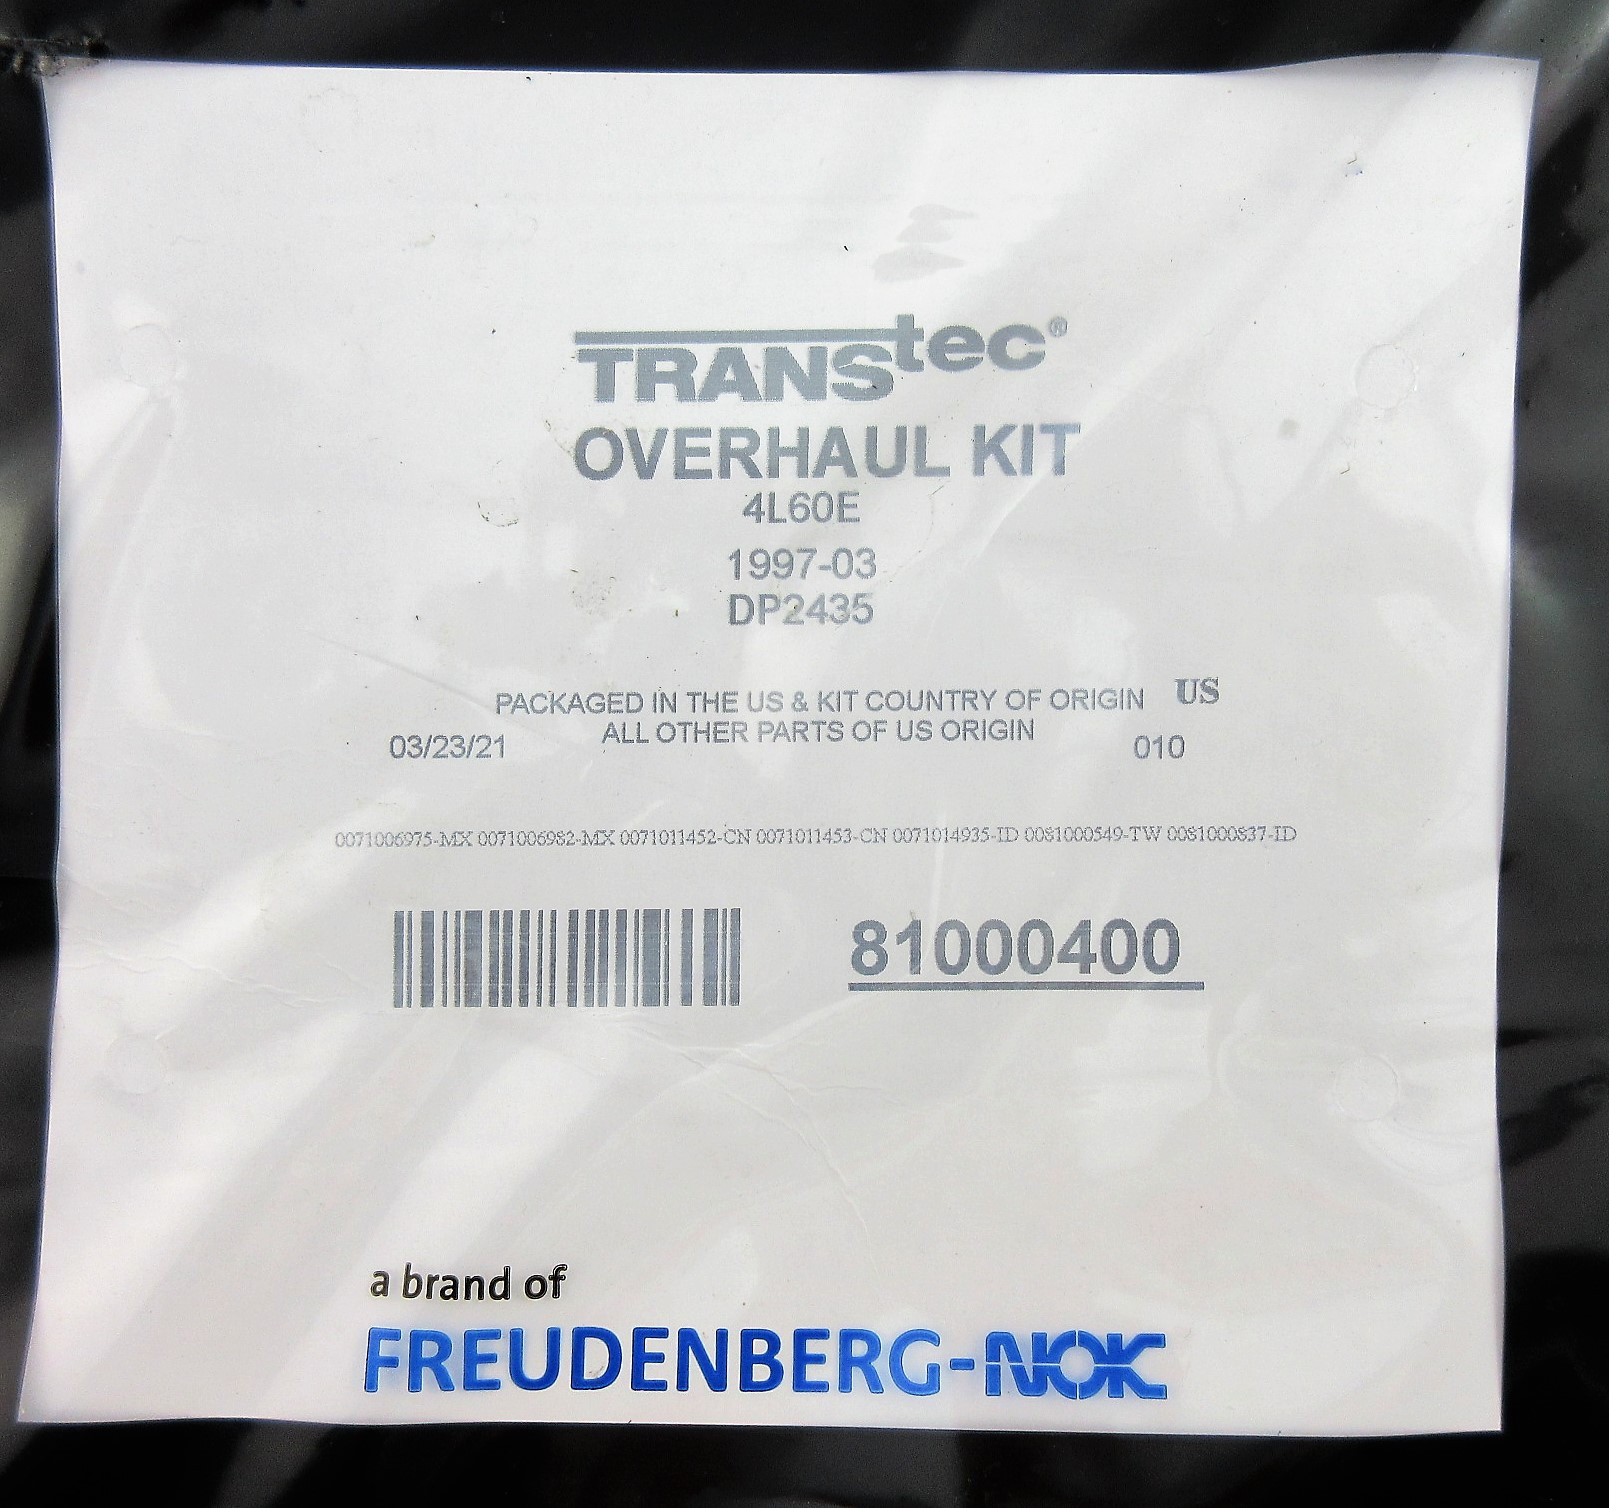 TRANStec®
OVERHAUL KIT
4L60E
1997-03
DP2435
PACKAGED IN THE US & KIT COUNTRY OF ORIGIN US
ALL OTHER PARTS OF US ORIGIN
03/23/21 010
0071006975-MX 0071006982-MX 0071011452-CN 0071011453-CN 0071014935-ID 0081000549-TW 0081000837-ID
81000400
a brand of
FREUDENBERG-NOK